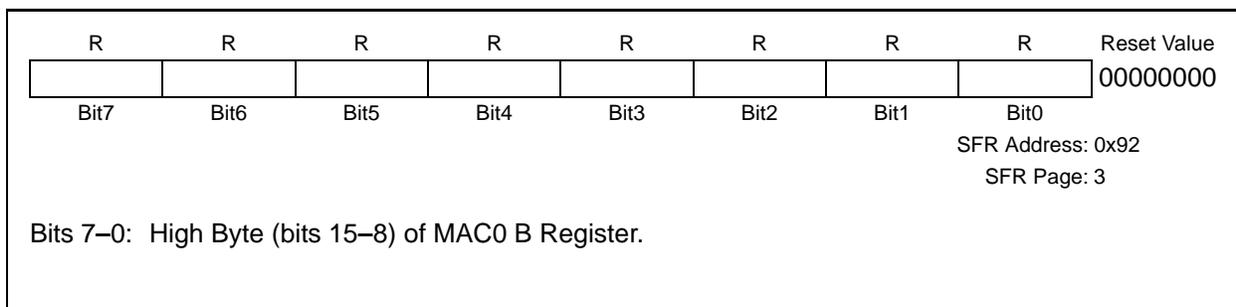 R R R R R R R R Reset Value
00000000
Bit7 Bit6 Bit5 Bit4 Bit3 Bit2 Bit1 Bit0
SFR Address: 0x92
SFR Page: 3
Bits 7–0: High Byte (bits 15–8) of MAC0 B Register.